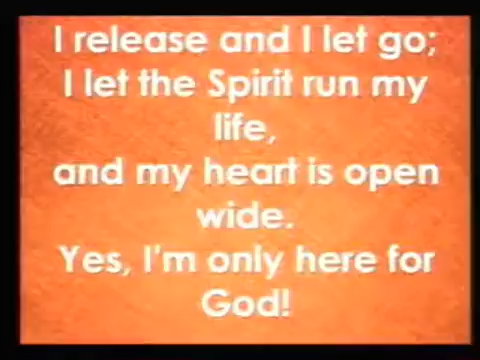 I release and I let go;
I let the Spirit run my
life,
and my heart is open
wide.
Yes, I'm only here for
God!